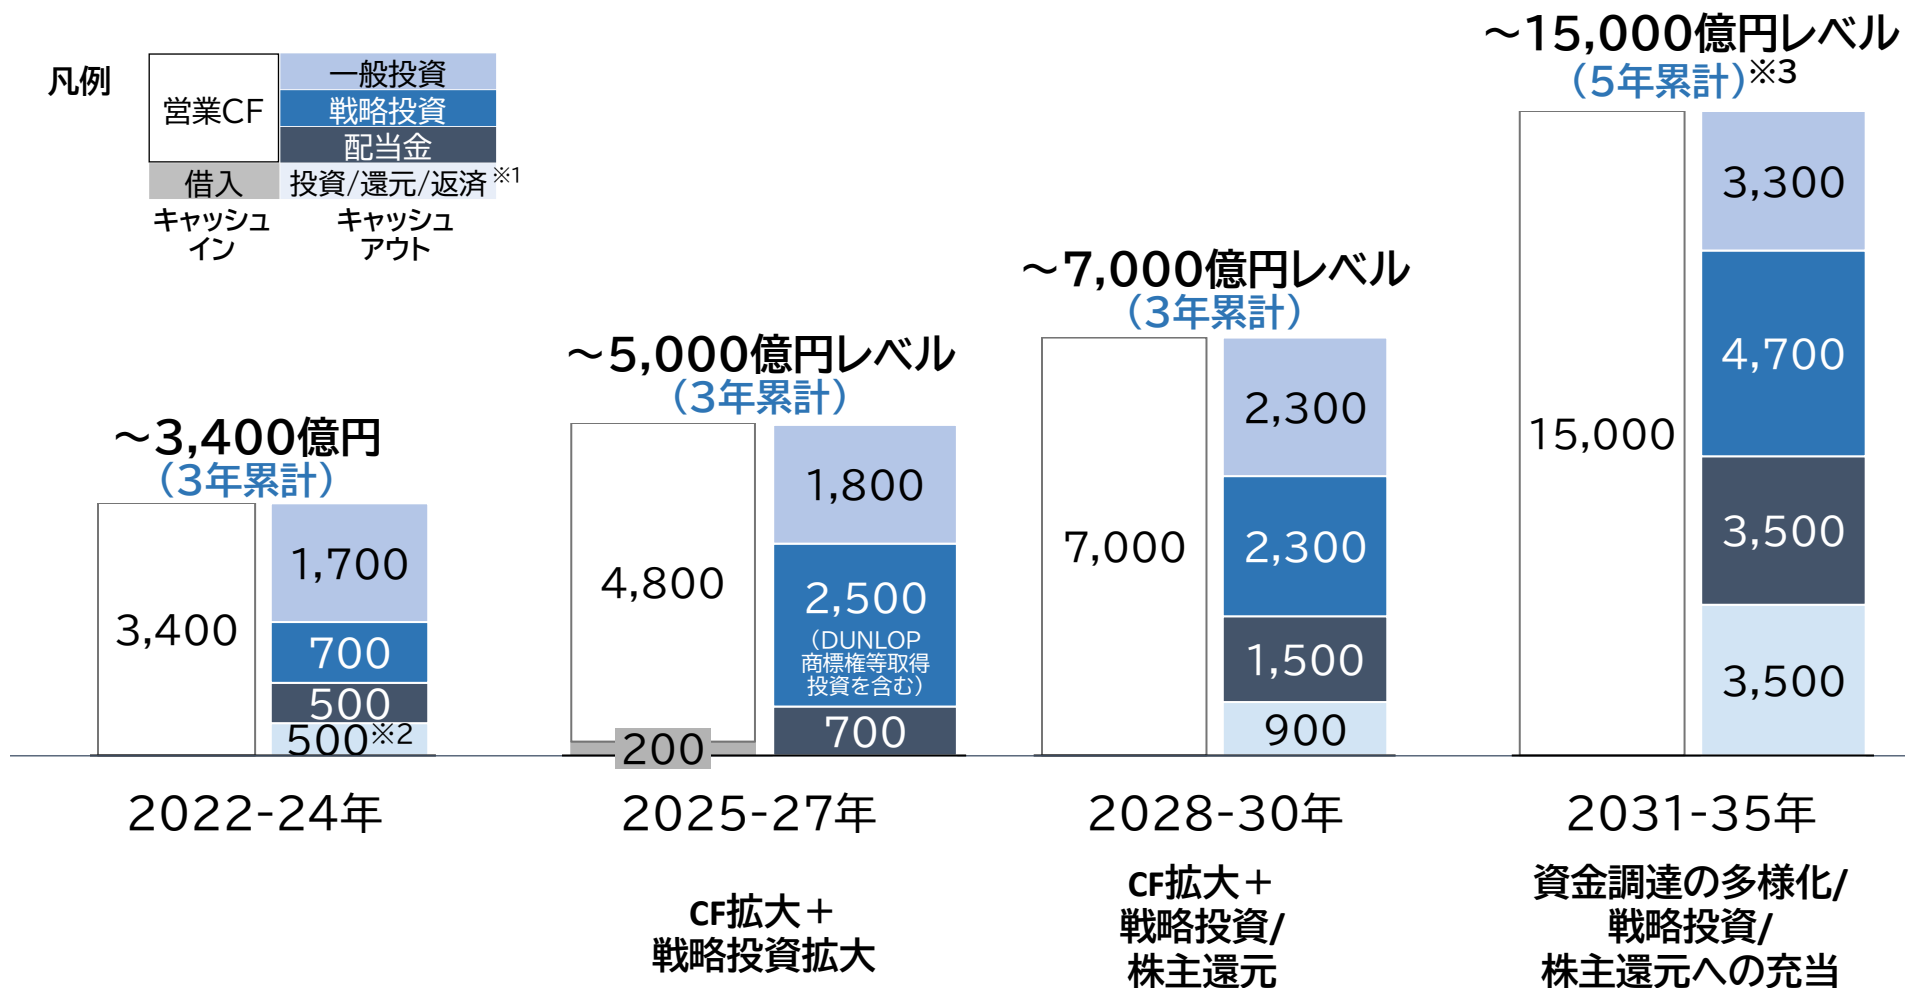 凡例
営業CF
借入
キャッシュ
イン
一般投資
戦略投資
配当金
投資/還元/返済※1
キャッシュ
アウト
～3,400億円
（3年累計）
3,400
1,700
700
500
500※2
2022-24年
～5,000億円レベル
（3年累計）
4,800
200
1,800
2,500
（DUNLOP
商標権等取得
投資を含む）
700
2025-27年
CF拡大＋
戦略投資拡大
～7,000億円レベル
（3年累計）
7,000
2,300
2,300
1,500
900
2028-30年
CF拡大＋
戦略投資/
株主還元
～15,000億円レベル
（5年累計）※3
15,000
3,300
4,700
3,500
3,500
2031-35年
資金調達の多様化/
戦略投資/
株主還元への充当